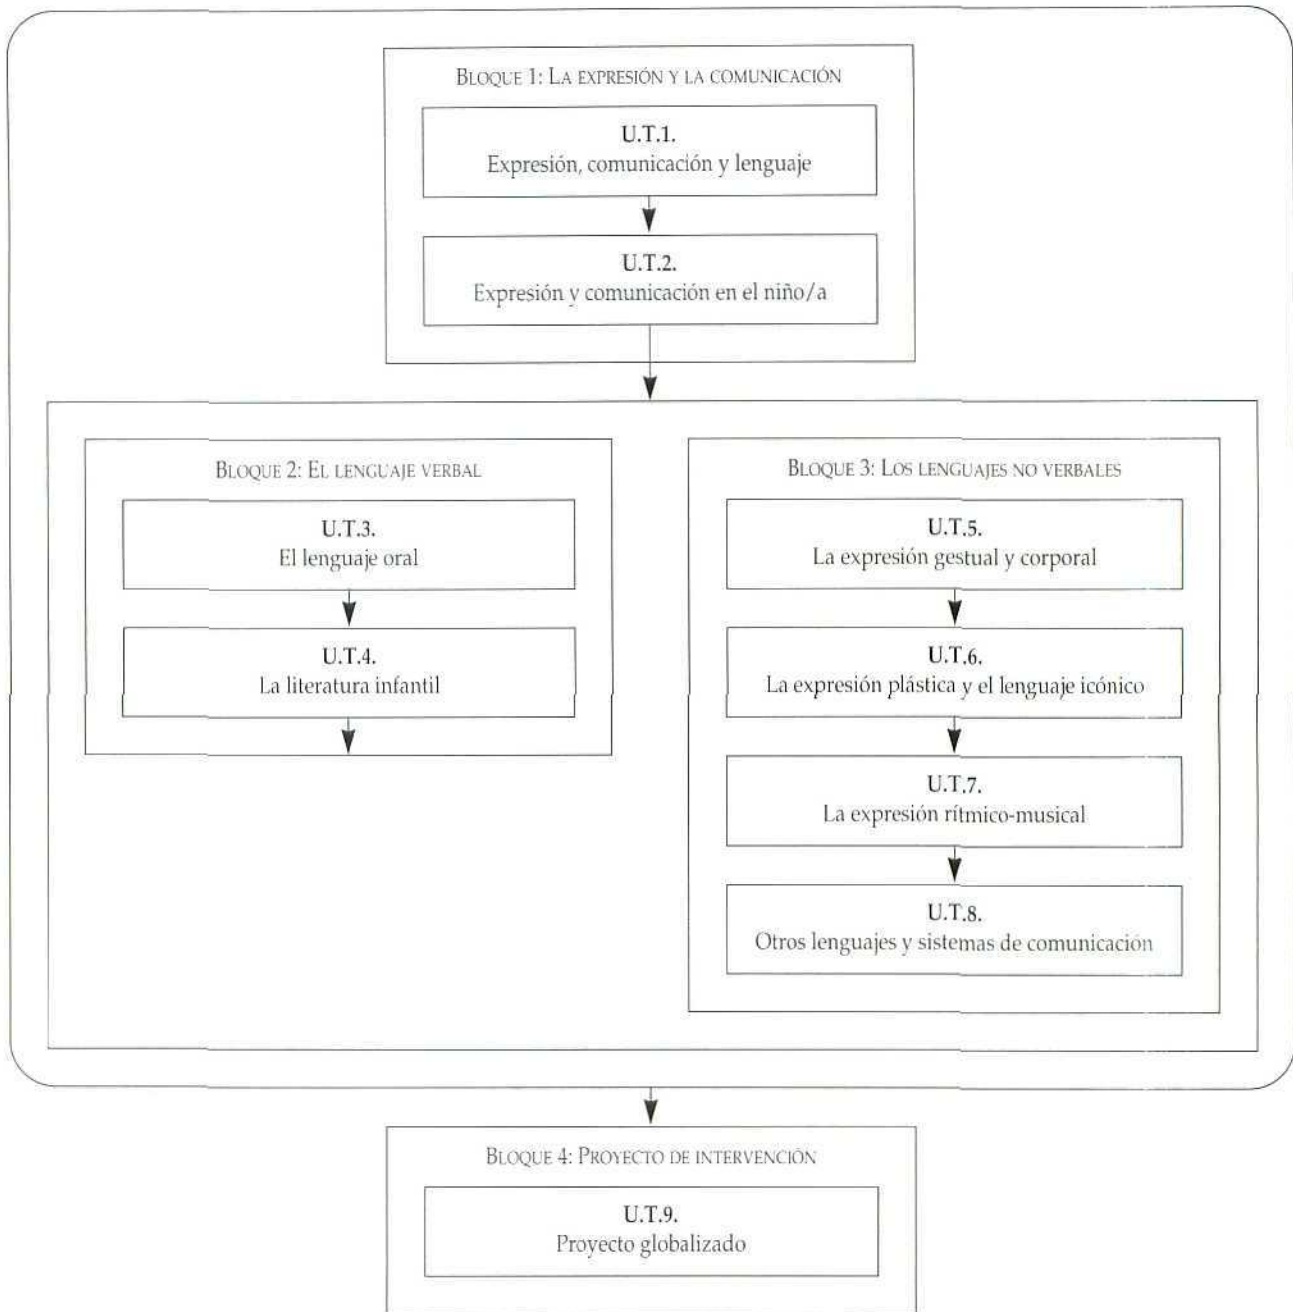 BLOQUE 1: LA EXPRESIÓN Y LA COMUNICACIÓN
U.T.1.
Expresión, comunicación y lenguaje
U.T.2.
Expresión y comunicación en el niño/a
BLOQUE 2: EL LENGUAJE VERBAL
U.T.3.
El lenguaje oral
U.T.4.
La literatura infantil
BLOQUE 3: LOS LENGUAJES NO VERBALES
U.T.5.
La expresión gestual y corporal
U.T.6.
La expresión plástica y el lenguaje icónico
U.T.7.
La expresión rítmico-musical
U.T.8.
Otros lenguajes y sistemas de comunicación
BLOQUE 4: PROYECTO DE INTERVENCIÓN
U.T.9.
Proyecto globalizado